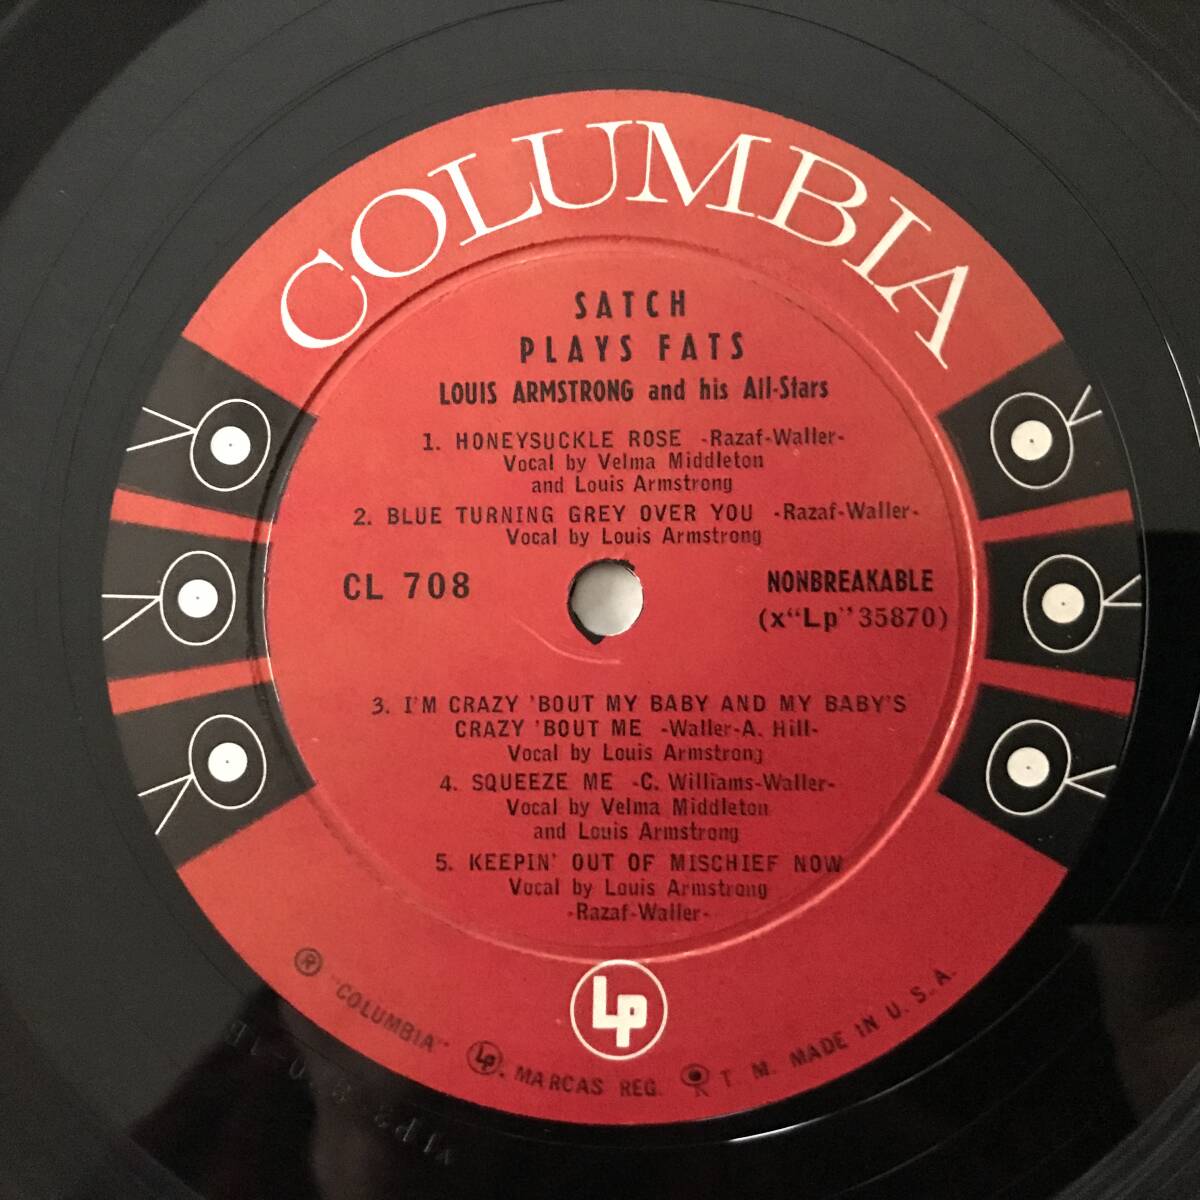 COLUMBIA
SATCH
PLAYS FATS
LOUIS ARMSTRONG and his All-Stars
1. HONEYSUCKLE ROSE -Razaf-Waller-
Vocal by Velma Middleton
and Louis Armstrong
2. BLUE TURNING GREY OVER YOU -Razaf-Waller-
Vocal by Louis Armstrong
CL 708
NONBREAKABLE
(x“Lp”35870)
3. I'M CRAZY 'BOUT MY BABY AND MY BABY'S
CRAZY 'BOUT ME -Waller-A. Hill-
Vocal by Louis Armstrong
4. SQUEEZE ME -C. Williams-Waller-
Vocal by Velma Middleton
and Louis Armstrong
5. KEEPIN' OUT OF MISCHIEF NOW
Vocal by Louis Armstrong
-Razaf-Waller-
Lp
® "COLUMBIA" Lp. MARCAS REG. T. M. MADE IN U. S. A.